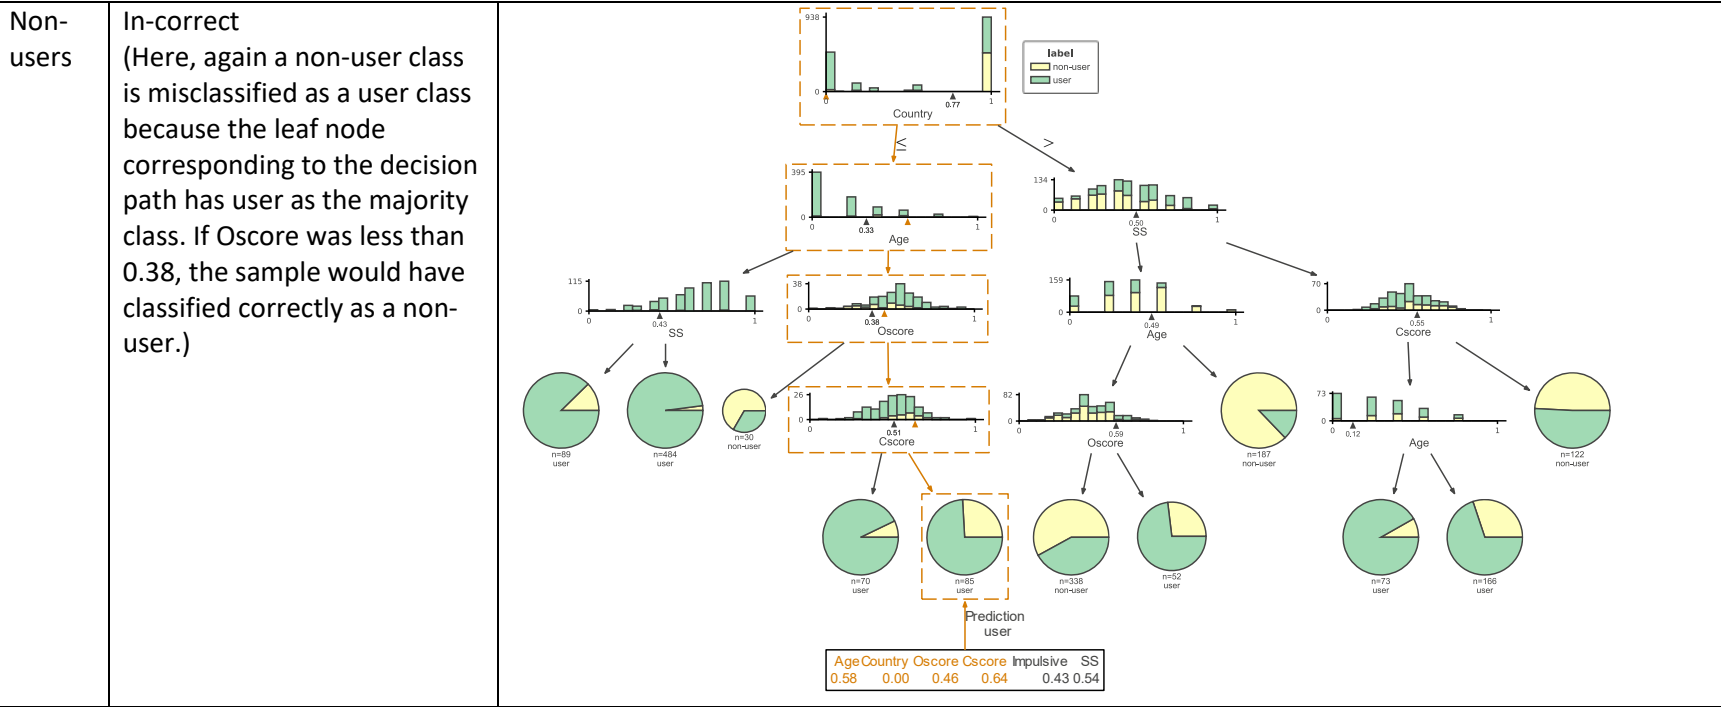 Non-
users
In-correct
(Here, again a non-user class
is misclassified as a user class
because the leaf node
corresponding to the decision
path has user as the majority
class. If Oscore was less than
0.38, the sample would have
classified correctly as a non-
user.)
938
0
0
0.77
1
Country
label
non-user
user
≤
>
395
0
0
0.33
1
Age
134
0
0
0.50
1
SS
115
0
0
0.43
1
SS
38
0
0
0.38
1
Oscore
159
0
0
0.49
1
Age
70
0
0
0.55
1
Cscore
n=89
user
n=484
user
n=30
non-user
26
0
0
0.51
1
Cscore
82
0
0
0.59
1
Oscore
n=187
non-user
73
0
0
0.12
1
Age
n=122
non-user
n=70
user
n=85
user
n=338
non-user
n=52
user
n=73
user
n=166
user
Prediction
user
Age Country Oscore Cscore Impulsive SS
0.58 0.00 0.46 0.64 0.43 0.54